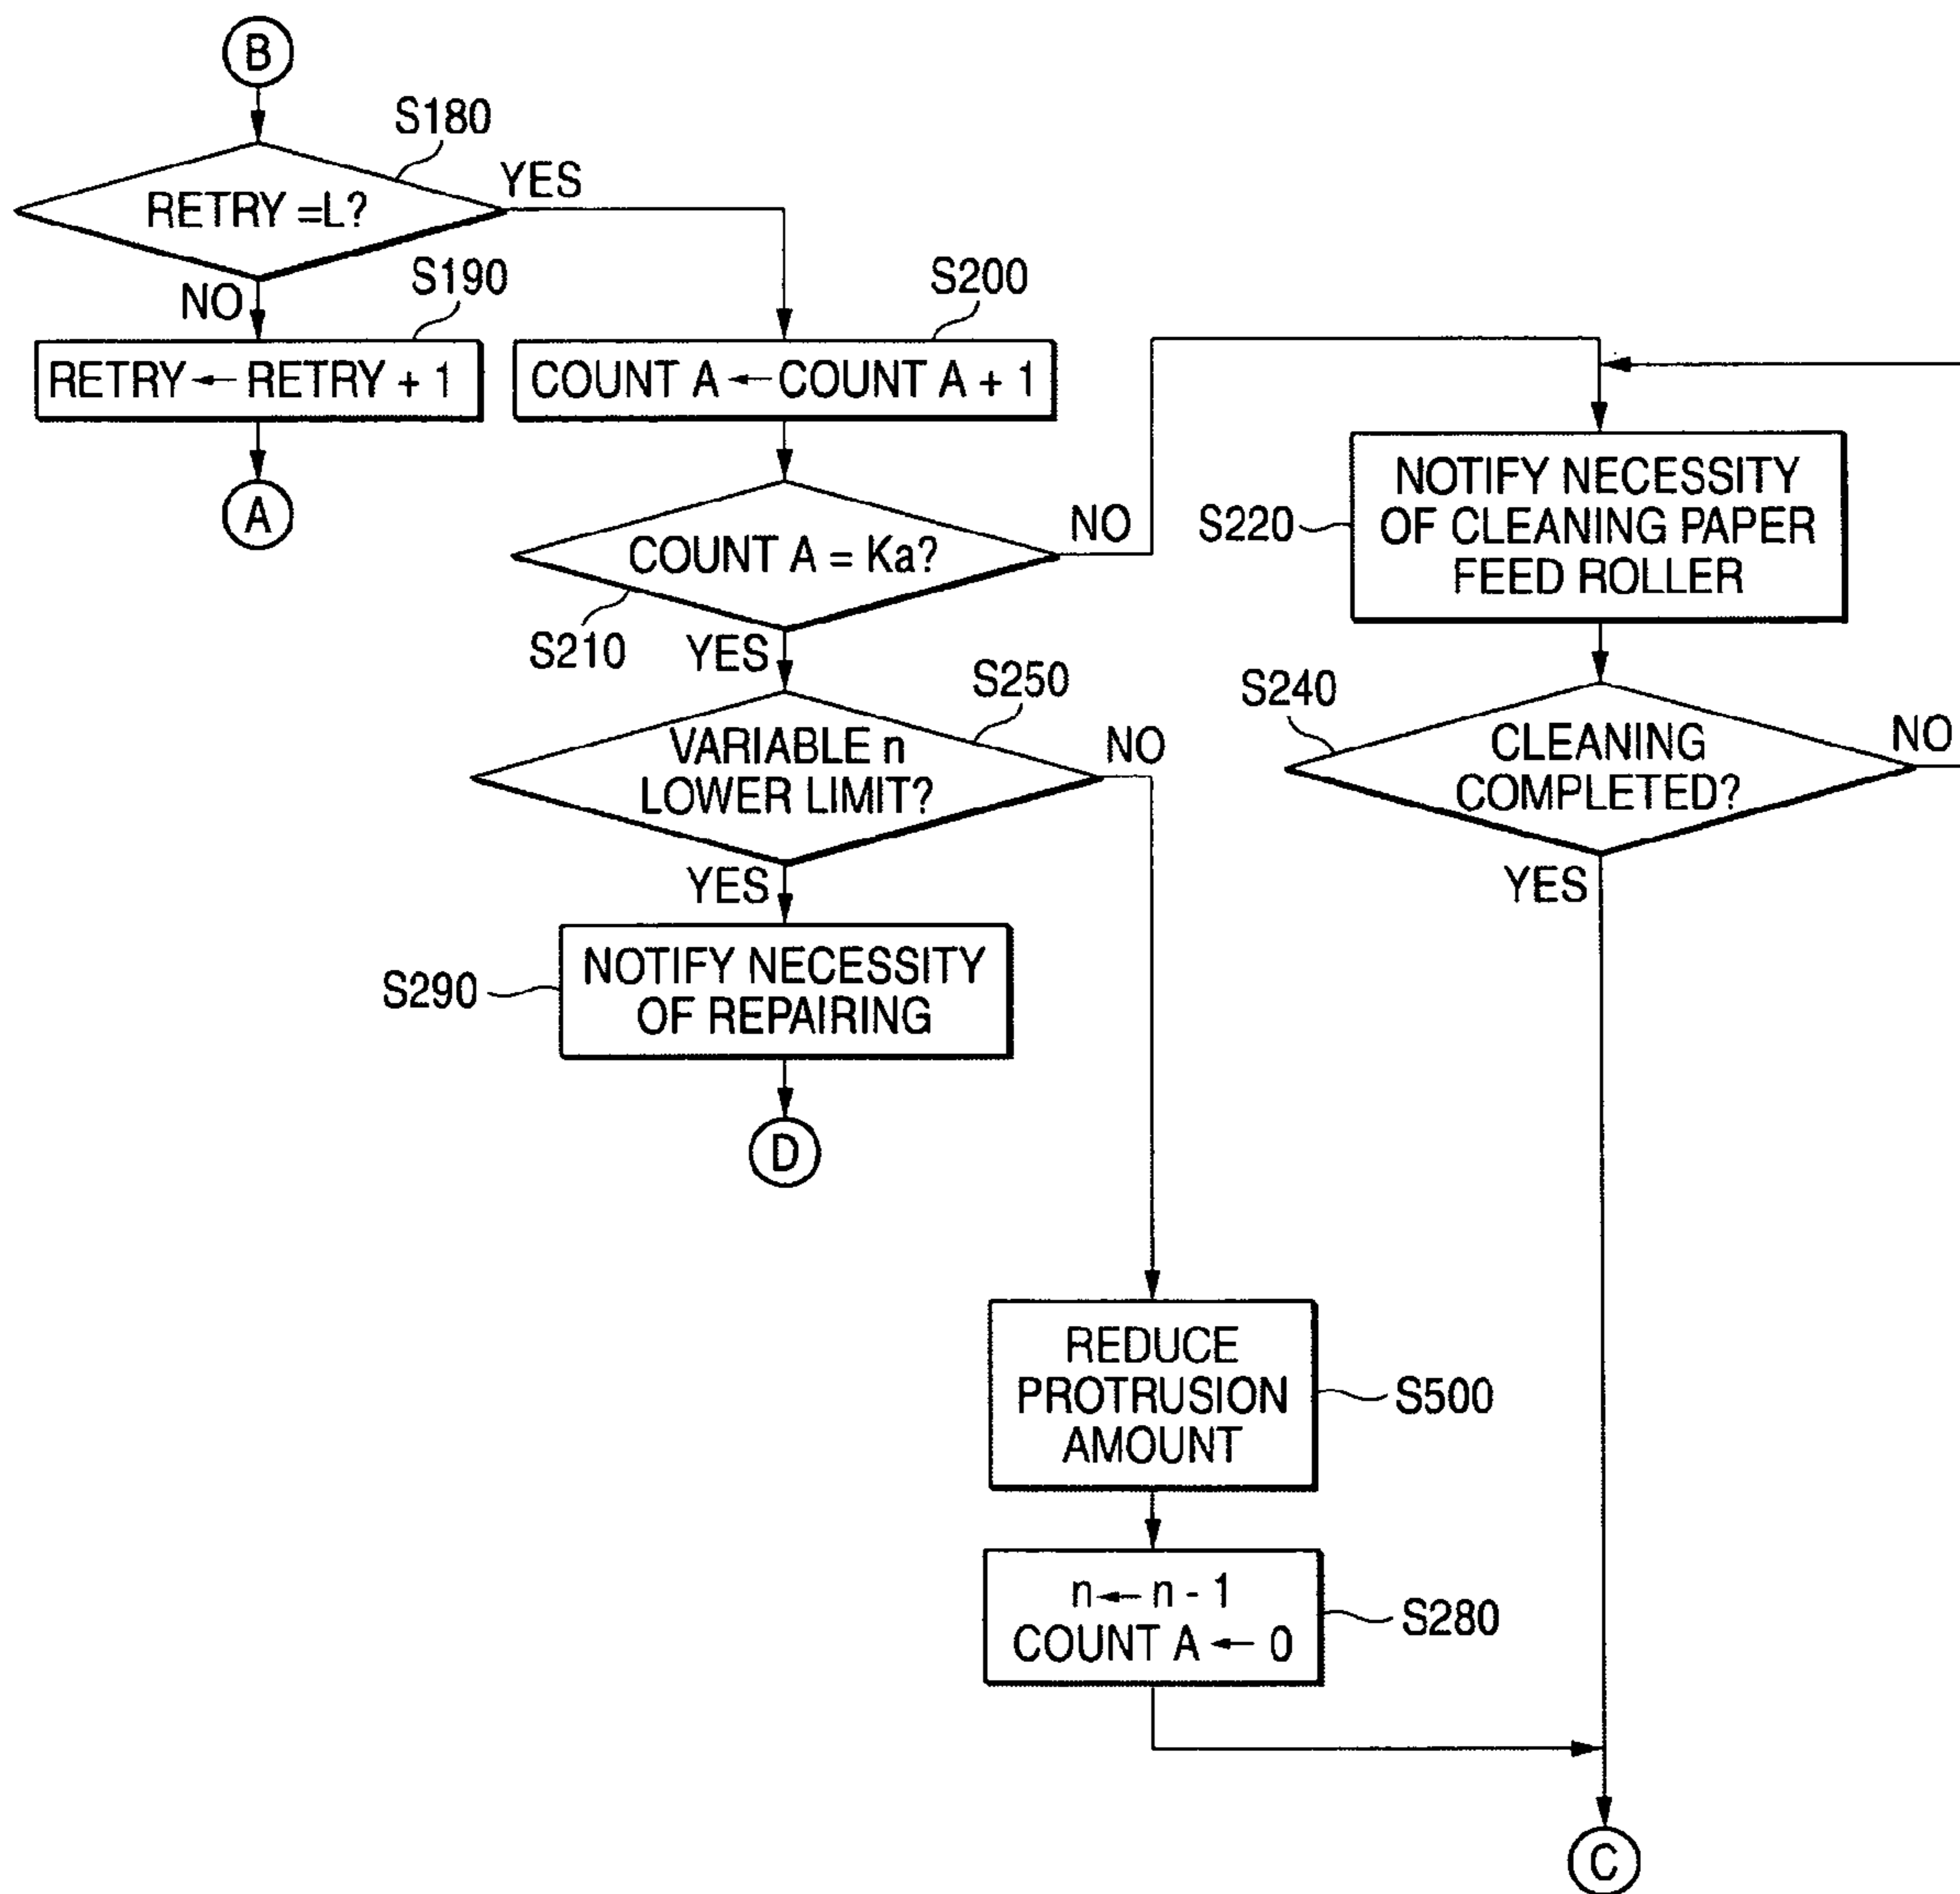 B
S180
RETRY =L?
YES
NO
S190
RETRY ← RETRY + 1
A
S200
COUNT A ← COUNT A + 1
COUNT A = Ka?
NO
S210
YES
S220
NOTIFY NECESSITY
OF CLEANING PAPER
FEED ROLLER
S240
CLEANING
COMPLETED?
NO
YES
S250
VARIABLE n
LOWER LIMIT?
NO
YES
S290
NOTIFY NECESSITY
OF REPAIRING
D
REDUCE
PROTRUSION
AMOUNT
S500
n ← n - 1
COUNT A ← 0
S280
C